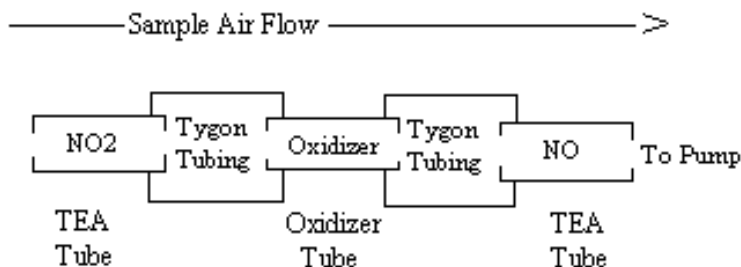 Sample Air Flow
NO2
Tygon
Tubing
Oxidizer
Tygon
Tubing
NO
To Pump
TEA
Tube
Oxidizer
Tube
TEA
Tube